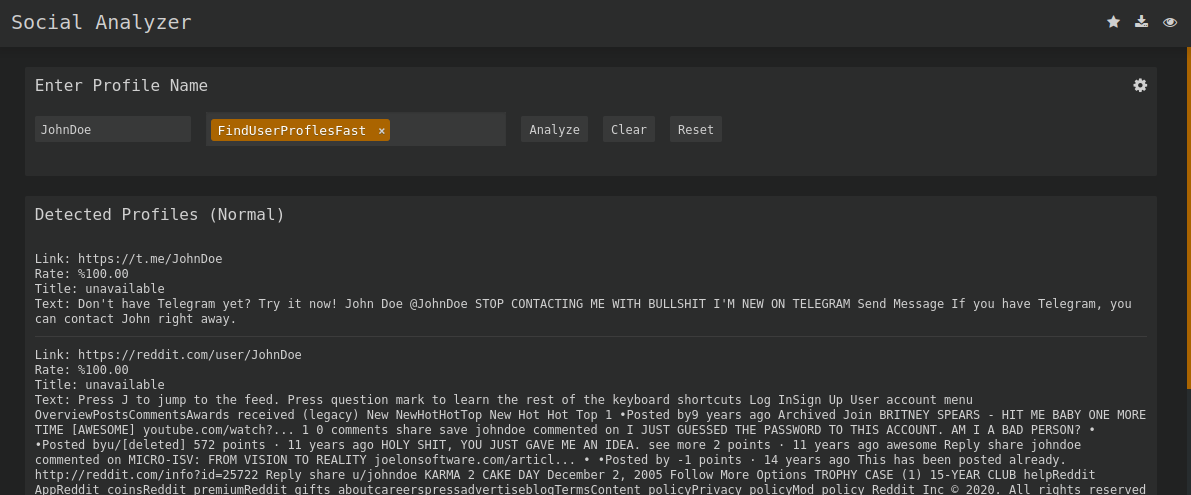 Social Analyzer
Enter Profile Name
JohnDoe
FindUserProflesFast ×
Analyze
Clear
Reset
Detected Profiles (Normal)
Link: https://t.me/JohnDoe
Rate: %100.00
Title: unavailable
Text: Don't have Telegram yet? Try it now! John Doe @JohnDoe STOP CONTACTING ME WITH BULLSHIT I'M NEW ON TELEGRAM Send Message If you have Telegram, you
can contact John right away.
Link: https://reddit.com/user/JohnDoe
Rate: %100.00
Title: unavailable
Text: Press J to jump to the feed. Press question mark to learn the rest of the keyboard shortcuts Log InSign Up User account menu
OverviewPostsCommentsAwards received (legacy) New NewHotHotTop New Hot Hot Top 1 •Posted by9 years ago Archived Join BRITNEY SPEARS - HIT ME BABY ONE MORE
TIME [AWESOME] youtube.com/watch?... 1 0 comments share save johndoe commented on I JUST GUESSED THE PASSWORD TO THIS ACCOUNT. AM I A BAD PERSON? •
•Posted byu/[deleted] 572 points · 11 years ago HOLY SHIT, YOU JUST GAVE ME AN IDEA. see more 2 points · 11 years ago awesome Reply share johndoe
commented on MICRO-ISV: FROM VISION TO REALITY joelonsoftware.com/articl... • •Posted by -1 points · 14 years ago This has been posted already.
http://reddit.com/info?id=25722 Reply share u/johndoe KARMA 2 CAKE DAY December 2, 2005 Follow More Options TROPHY CASE (1) 15-YEAR CLUB helpReddit
AppReddit coinsReddit premiumReddit gifts aboutcareerspressadvertiseblogTermsContent policyPrivacy policyMod policy Reddit Inc © 2020. All rights reserved